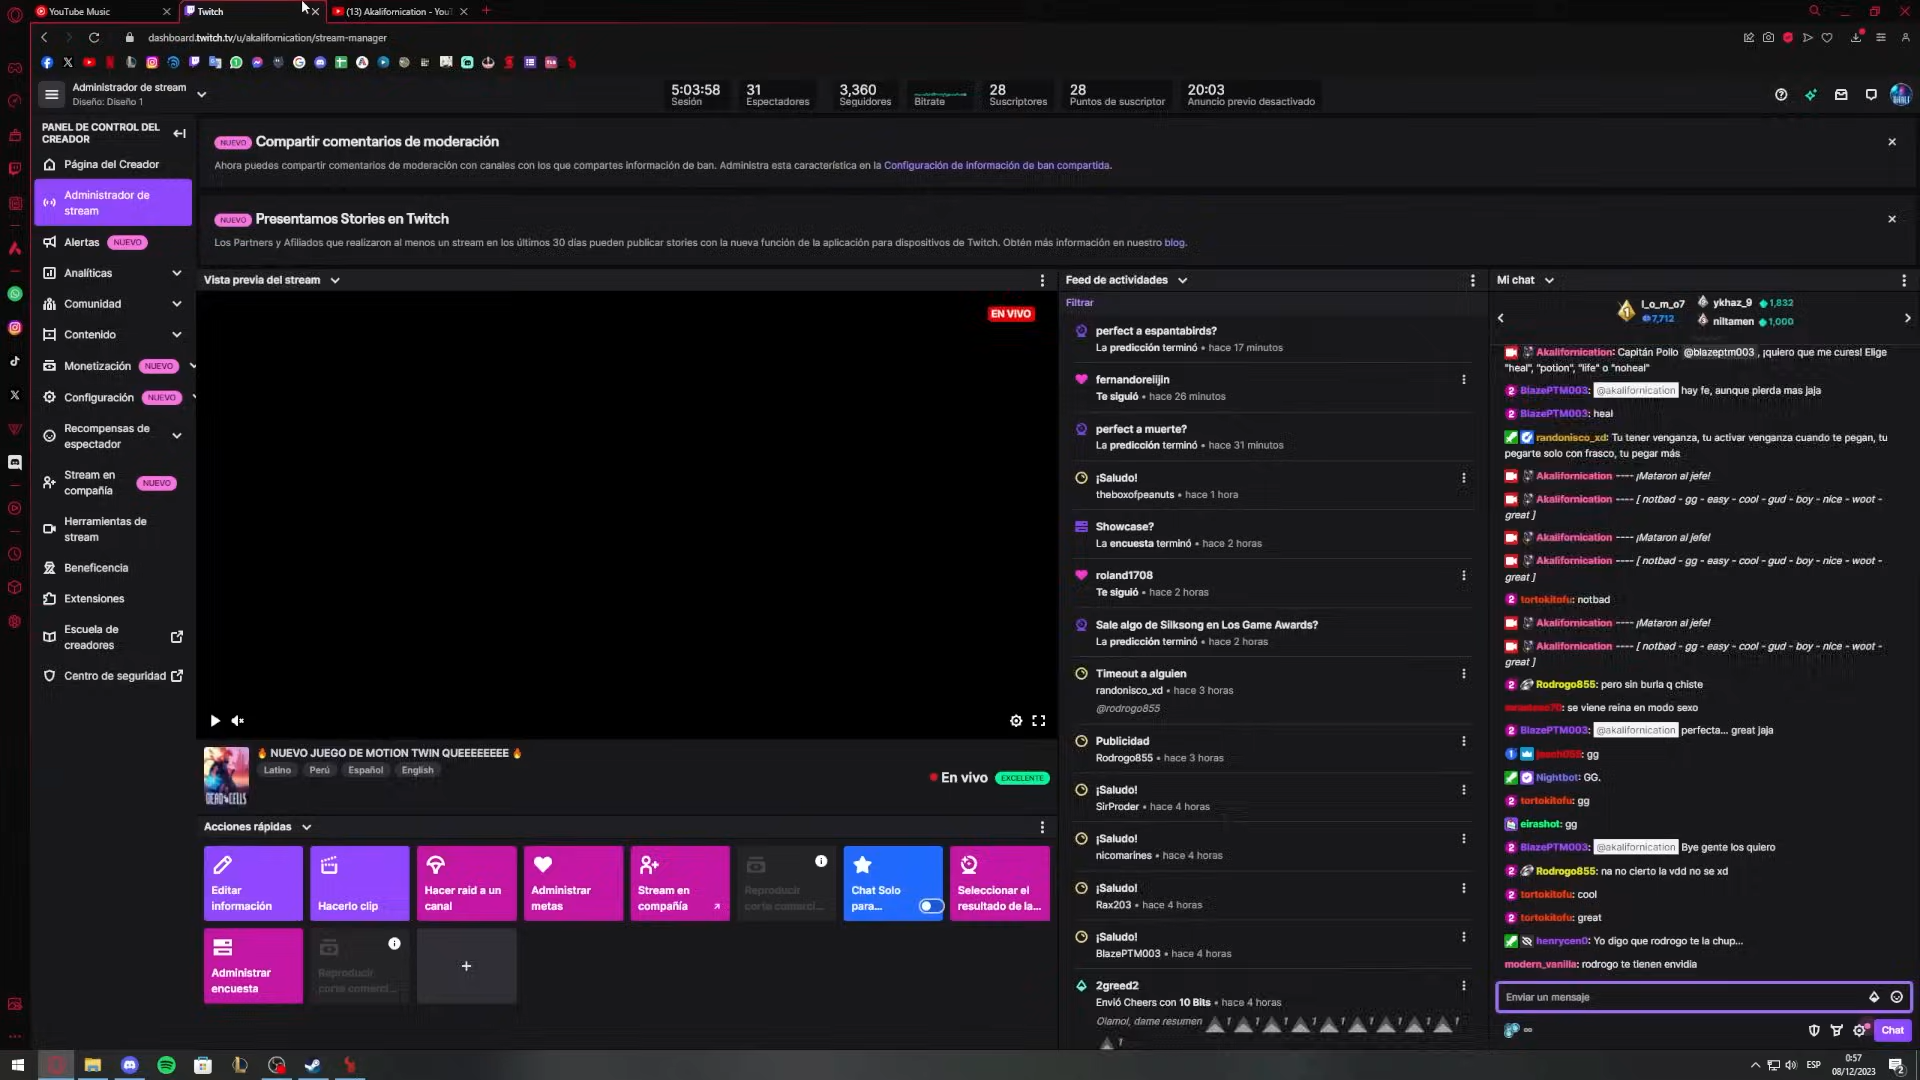 YouTube Music
Twitch
(13) Akalifornication - You
dashboard.twitch.tv/u/akalifornication/stream-manager
Administrador de stream
Diseño: Diseño 1
5:03:58
Sesión
31
Espectadores
3,360
Seguidores
Bitrate
28
Suscriptores
28
Puntos de suscriptor
20:03
Anuncio previo desactivado
PANEL DE CONTROL DEL
CREADOR
Página del Creador
Administrador de
stream
Alertas NUEVO
Analíticas
Comunidad
Contenido
Monetización NUEVO
Configuración NUEVO
Recompensas de
espectador
Stream en
compañía NUEVO
Herramientas de
stream
Beneficencia
Extensiones
Escuela de
creadores
Centro de seguridad
NUEVO Compartir comentarios de moderación
Ahora puedes compartir comentarios de moderación con canales con los que compartes información de ban. Administra esta característica en la Configuración de información de ban compartida.
NUEVO Presentamos Stories en Twitch
Los Partners y Afiliados que realizaron al menos un stream en los últimos 30 días pueden publicar stories con la nueva función de la aplicación para dispositivos de Twitch. Obtén más información en nuestro blog.
Vista previa del stream
EN VIVO
NUEVO JUEGO DE MOTION TWIN QUEEEEEEEE
Latino Perú Español English
DEAD CELLS
En vivo EXCELENTE
Acciones rápidas
Editar
información
Hacerlo clip
Hacer raid a un
canal
Administrar
metas
Stream en
compañía
Reproducir
corte comerci...
Chat Solo
para...
Seleccionar el
resultado de la...
Administrar
encuesta
Reproducir
corte comerci...
Feed de actividades
Filtrar
perfect a espantabirds?
La predicción terminó • hace 17 minutos
fernandoreiijin
Te siguió • hace 26 minutos
perfect a muerte?
La predicción terminó • hace 31 minutos
¡Saludo!
theboxofpeanuts • hace 1 hora
Showcase?
La encuesta terminó • hace 2 horas
roland1708
Te siguió • hace 2 horas
Sale algo de Silksong en Los Game Awards?
La predicción terminó • hace 2 horas
Timeout a alguien
randonisco_xd • hace 3 horas
@rodrogo855
Publicidad
Rodrogo855 • hace 3 horas
¡Saludo!
SirProder • hace 4 horas
¡Saludo!
nicomarines • hace 4 horas
¡Saludo!
Rax203 • hace 4 horas
¡Saludo!
BlazePTM003 • hace 4 horas
2greed2
Envió Cheers con 10 Bits • hace 4 horas
Olamol, dame resumen 1 1 1 1 1 1 1 1 1
1
Mi chat
1 l_o_m_o7 7,712
ykhaz_9 1,832
niltamen 1,000
Akalifornication: Capitán Pollo @blazeptm003 , ¡quiero que me cures! Elige
"heal", "potion", "life" o "noheal"
BlazePTM003: @akalifornication hay fe, aunque pierda mas jaja
BlazePTM003: heal
randonisco_xd: Tu tener venganza, tu activar venganza cuando te pegan, tu
pegarte solo con frasco, tu pegar más
Akalifornication ---- ¡Mataron al jefe!
Akalifornication ---- [ notbad - gg - easy - cool - gud - boy - nice - woot -
great ]
Akalifornication ---- ¡Mataron al jefe!
Akalifornication ---- [ notbad - gg - easy - cool - gud - boy - nice - woot -
great ]
tortokitofu: notbad
Akalifornication ---- ¡Mataron al jefe!
Akalifornication ---- [ notbad - gg - easy - cool - gud - boy - nice - woot -
great ]
Rodrogo855: pero sin burla q chiste
se viene reina en modo sexo
BlazePTM003: @akalifornication perfecta... great jaja
gg
Nightbot: GG.
tortokitofu: gg
eirashot: gg
BlazePTM003: @akalifornication Bye gente los quiero
Rodrogo855: na no cierto la vdd no se xd
tortokitofu: cool
tortokitofu: great
henrycen0: Yo digo que rodrogo te la chup...
modern_vanilla: rodrogo te tienen envidia
Enviar un mensaje
Chat
ESP
0:57
08/12/2023
2